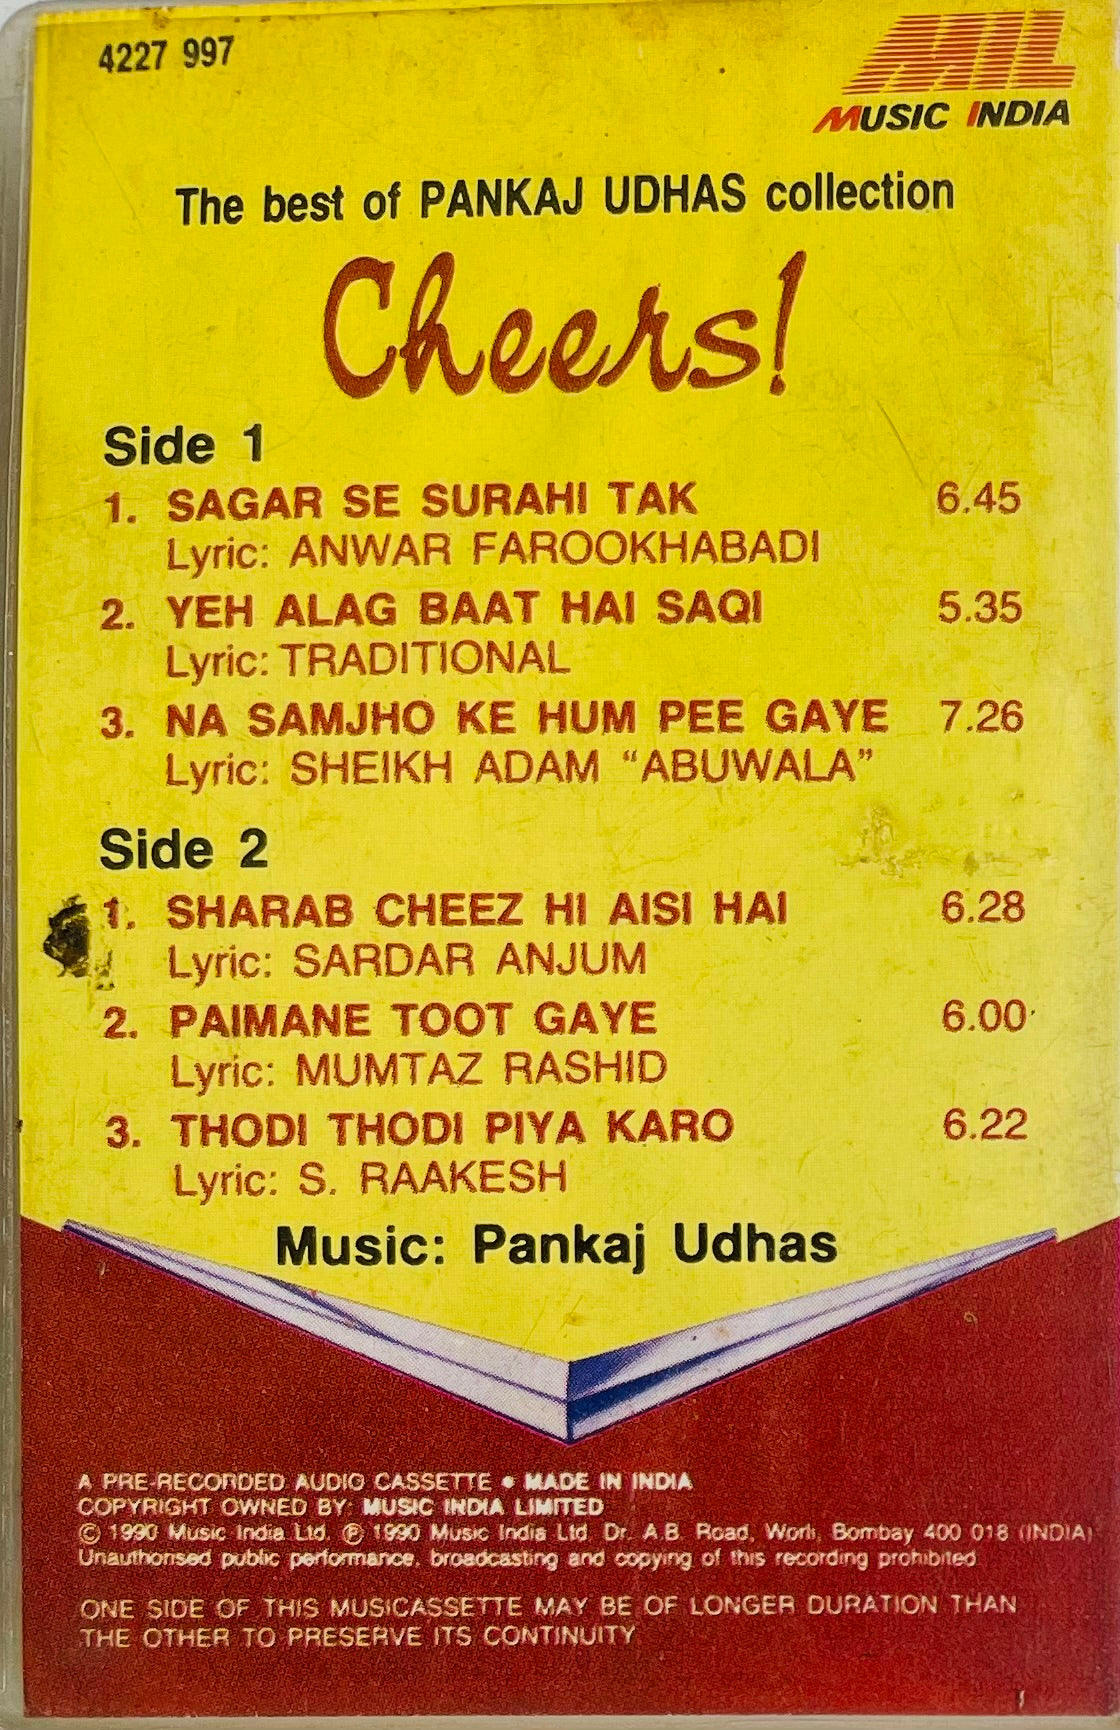 4227 997
MIL
MUSIC INDIA
The best of PANKAJ UDHAS collection
Cheers!
Side 1
1. SAGAR SE SURAHI TAK 6.45
Lyric: ANWAR FAROOKHABADI
2. YEH ALAG BAAT HAI SAQI 5.35
Lyric: TRADITIONAL
3. NA SAMJHO KE HUM PEE GAYE 7.26
Lyric: SHEIKH ADAM “ABUWALA”
Side 2
1. SHARAB CHEEZ HI AISI HAI 6.28
Lyric: SARDAR ANJUM
2. PAIMANE TOOT GAYE 6.00
Lyric: MUMTAZ RASHID
3. THODI THODI PIYA KARO 6.22
Lyric: S. RAAKESH
Music: Pankaj Udhas
A PRE-RECORDED AUDIO CASSETTE • MADE IN INDIA
COPYRIGHT OWNED BY: MUSIC INDIA LIMITED
© 1990 Music India Ltd. ℗ 1990 Music India Ltd. Dr. A.B. Road, Worli, Bombay 400 018 (INDIA)
Unauthorised public performance, broadcasting and copying of this recording prohibited.
ONE SIDE OF THIS MUSICASSETTE MAY BE OF LONGER DURATION THAN
THE OTHER TO PRESERVE ITS CONTINUITY